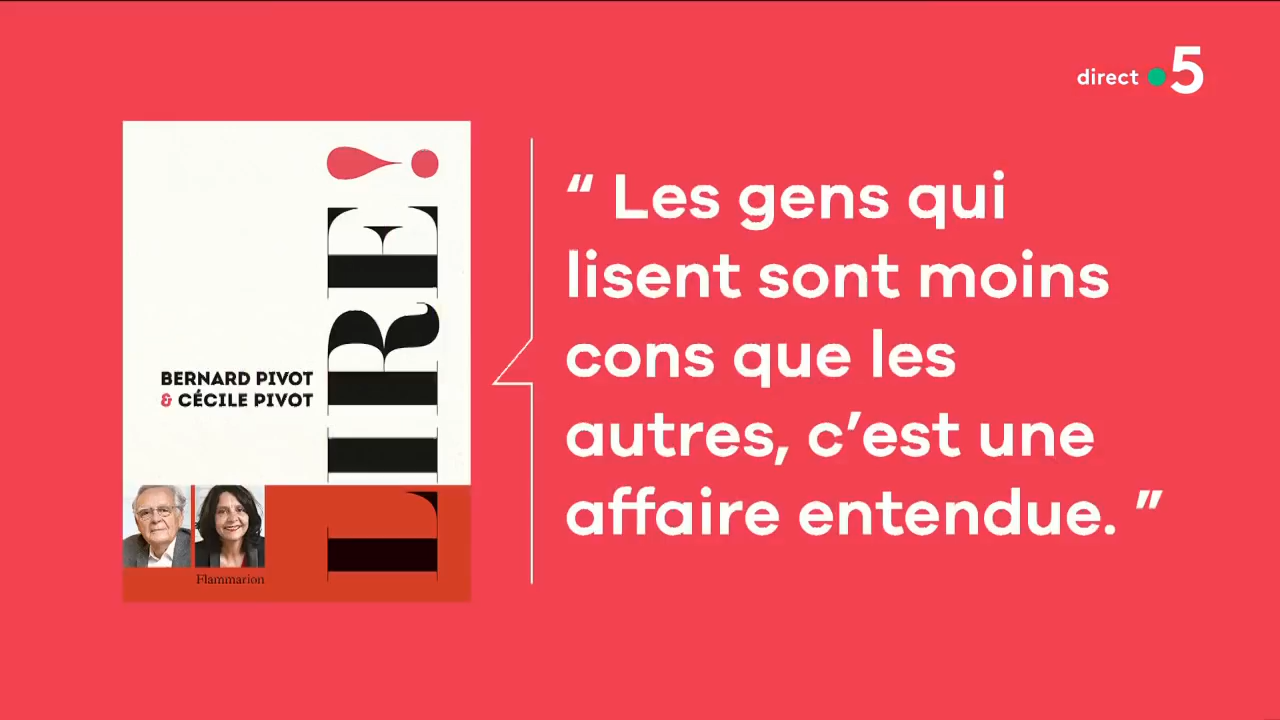 direct 5
LIRE!
BERNARD PIVOT
& CÉCILE PIVOT
Flammarion
“ Les gens qui
lisent sont moins
cons que les
autres, c’est une
affaire entendue. ”